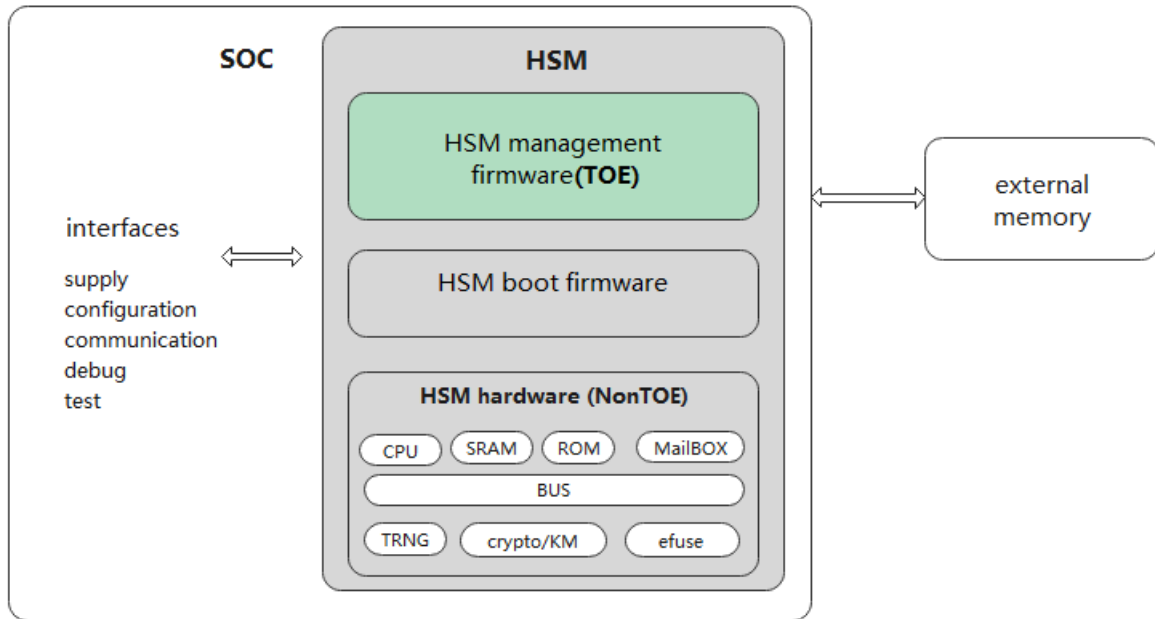 SOC
HSM
HSM management
firmware(TOE)
external
memory
interfaces
HSM boot firmware
supply
configuration
communication
debug
test
HSM hardware (NonTOE)
CPU
SRAM
ROM
MailBOX
BUS
TRNG
crypto/KM
efuse